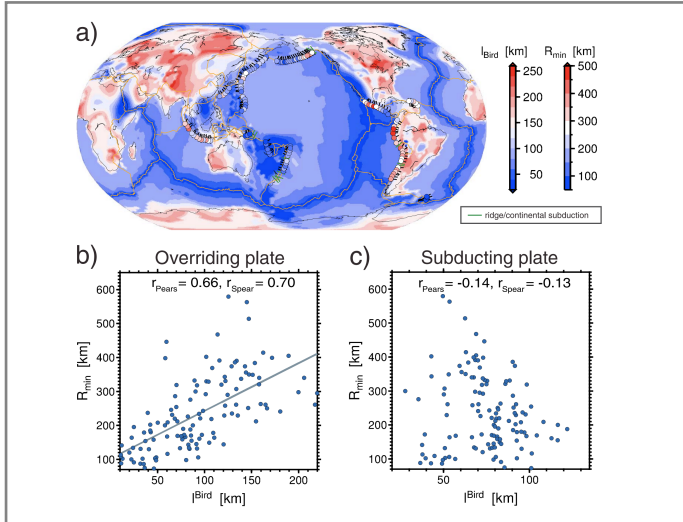 a)
l^Bird [km] R_min [km]
250
200
150
100
50
500
400
300
200
100
ridge/continental subduction
b) Overriding plate
r_Pears = 0.66, r_Spear = 0.70
600
500
400
300
200
100
R_min [km]
50 100 150 200
l^Bird [km]
c) Subducting plate
r_Pears = -0.14, r_Spear = -0.13
600
500
400
300
200
100
R_min [km]
50 100
l^Bird [km]